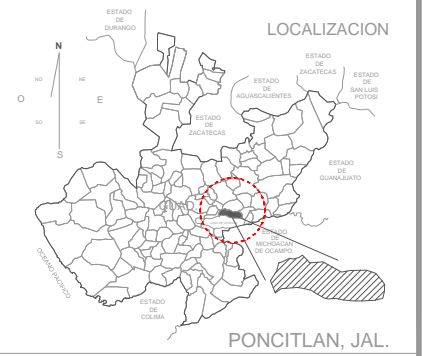 ESTADO
DE
DURANGO
LOCALIZACION
N
NO
NE
O
E
SO
SE
S
ESTADO
DE
ZACATECAS
ESTADO
DE
AGUASCALIENTES
ESTADO
DE
SAN LUIS
POTOSI
ESTADO
DE
ZACATECAS
ESTADO
DE
GUANAJUATO
GUAD
ESTADO
DE
MICHOACAN
DE OCAMPO
OCEANO PACIFICO
ESTADO
DE
COLIMA
PONCITLAN, JAL.